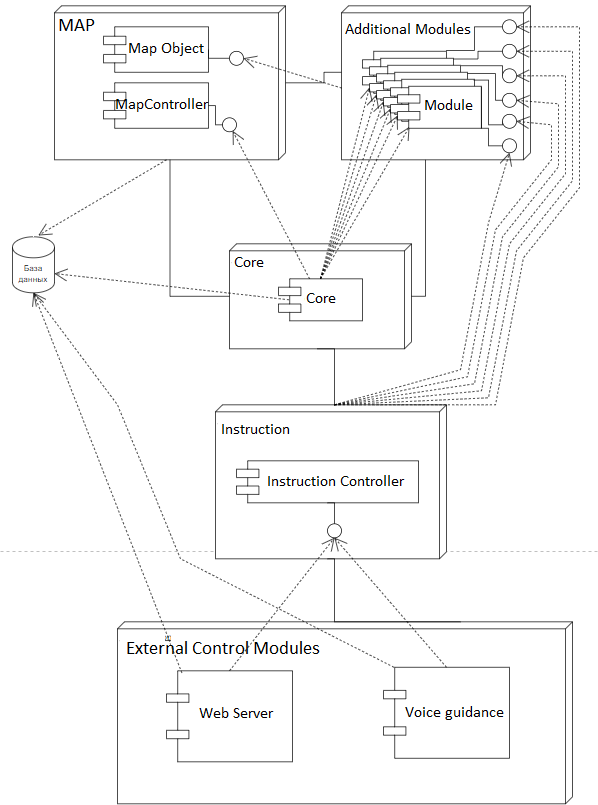 MAP
Map Object
MapController
Additional Modules
Module
База
данных
Core
Core
Instruction
Instruction Controller
External Control Modules
Web Server
Voice guidance